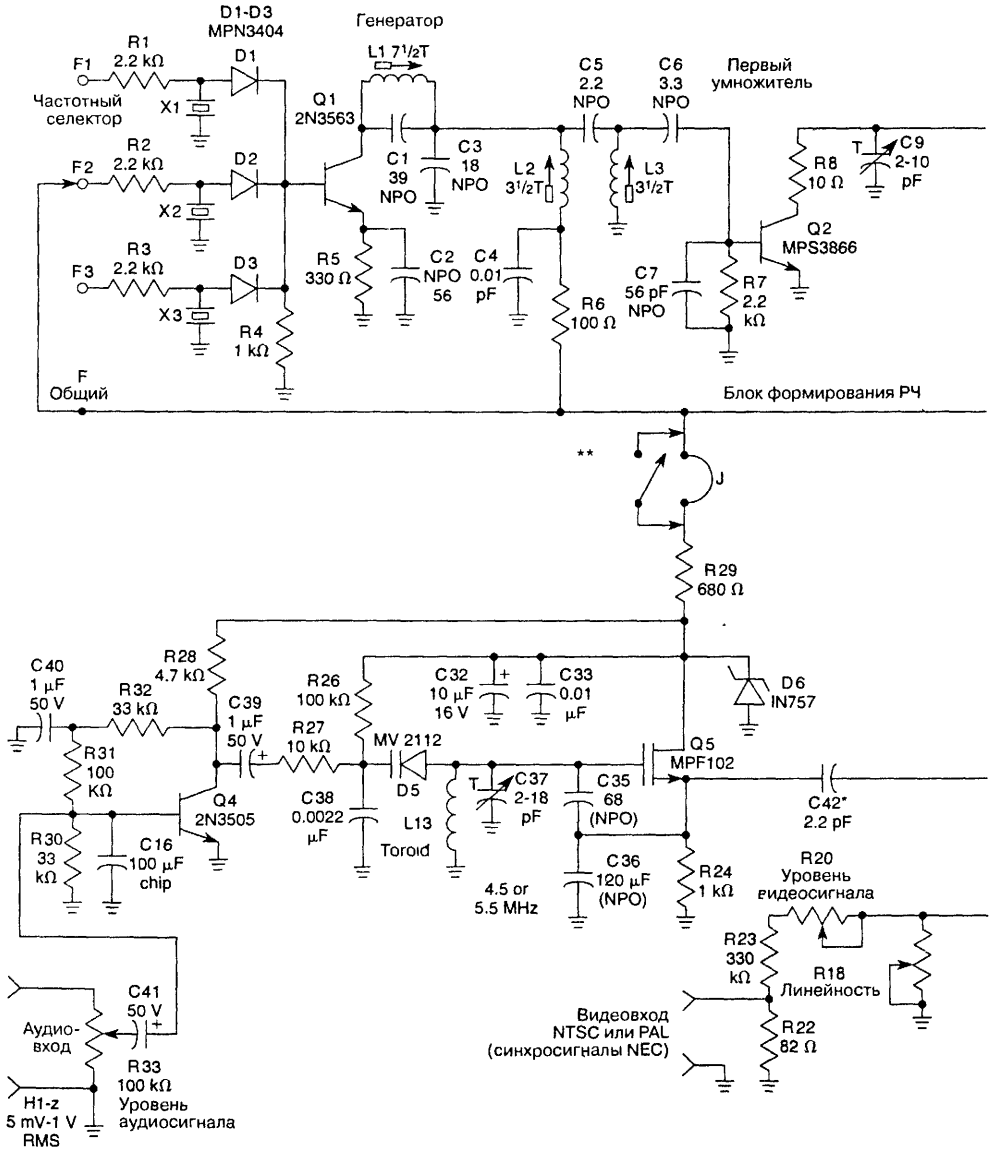 D1-D3
MPN3404
Генератор
L1 7 1/2T
R1
2.2 kΩ
F1
D1
Частотный
селектор
X1
Q1
2N3563
C5
2.2
NPO
C6
3.3
NPO
Первый
умножитель
R2
2.2 kΩ
F2
D2
X2
C1
39
NPO
C3
18
NPO
L2
3 1/2T
L3
3 1/2T
R8
10 Ω
T
C9
2-10
pF
Q2
MPS3866
R3
2.2 kΩ
F3
D3
X3
R4
1 kΩ
R5
330 Ω
C2
NPO
56
C4
0.01
pF
R6
100 Ω
C7
56 pF
NPO
R7
2.2
kΩ
F
Общий
Блок формирования РЧ
**
J
R29
680 Ω
C40
1 μF
50 V
R32
33 kΩ
R28
4.7 kΩ
C39
1 μF
50 V
+
R26
100 kΩ
R27
10 kΩ
C32
10 μF
16 V
+
C33
0.01
μF
D6
IN757
R31
100
KΩ
MV 2112
D5
Q5
MPF102
Q4
2N3505
C38
0.0022
μF
L13
Toroid
T
C37
2-18
pF
C35
68
(NPO)
C42*
2.2 pF
R30
33
kΩ
C16
100 μF
chip
4.5 or
5.5 MHz
C36
120 μF
(NPO)
R24
1 kΩ
R20
Уровень
видеосигнала
R23
330
kΩ
R18
Линейность
C41
50 V
+
Аудио-
вход
R33
100 kΩ
Уровень
аудиосигнала
H1-z
5 mV-1 V
RMS
Видеовход
NTSC или PAL
(синхросигналы NEC)
R22
82 Ω